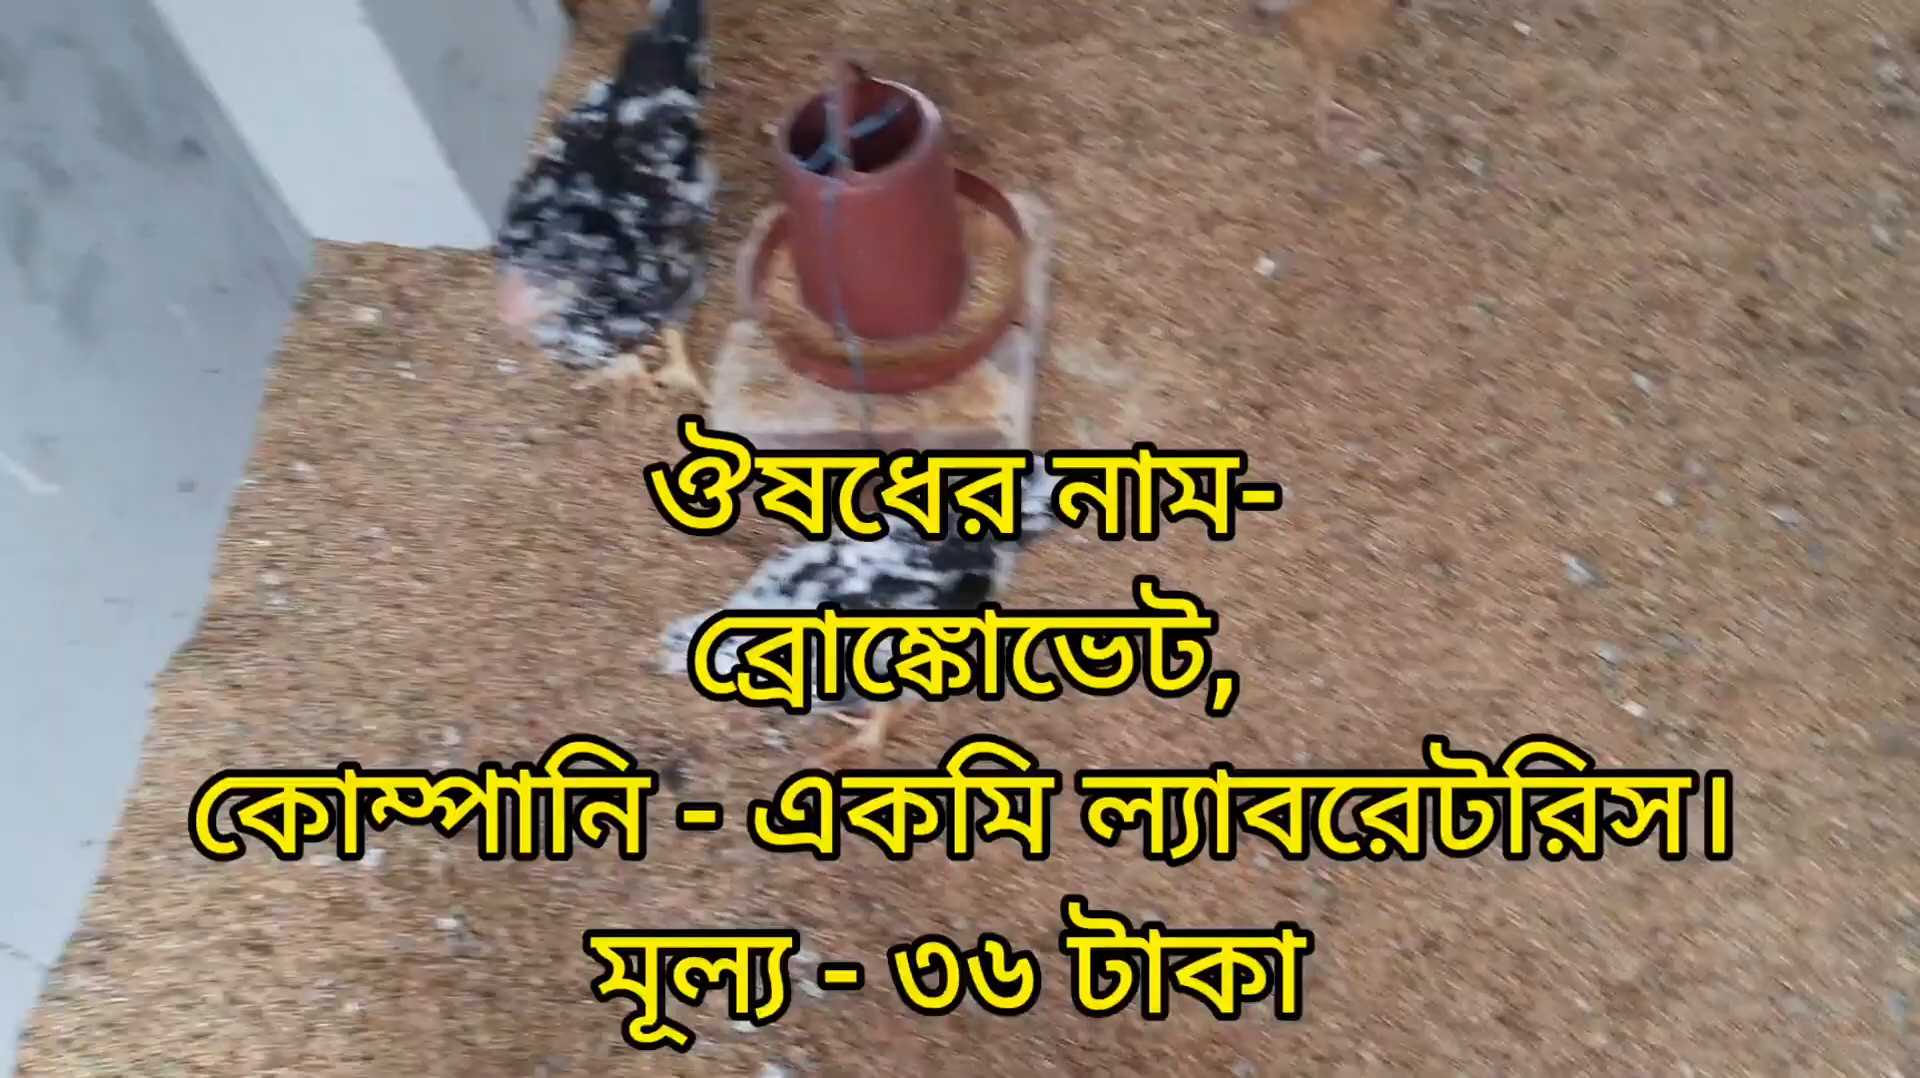 ঔষধের নাম-
ব্রোঙ্কোভেট,
কোম্পানি - একমি ল্যাবরেটরিস।
মূল্য - ৩৬ টাকা